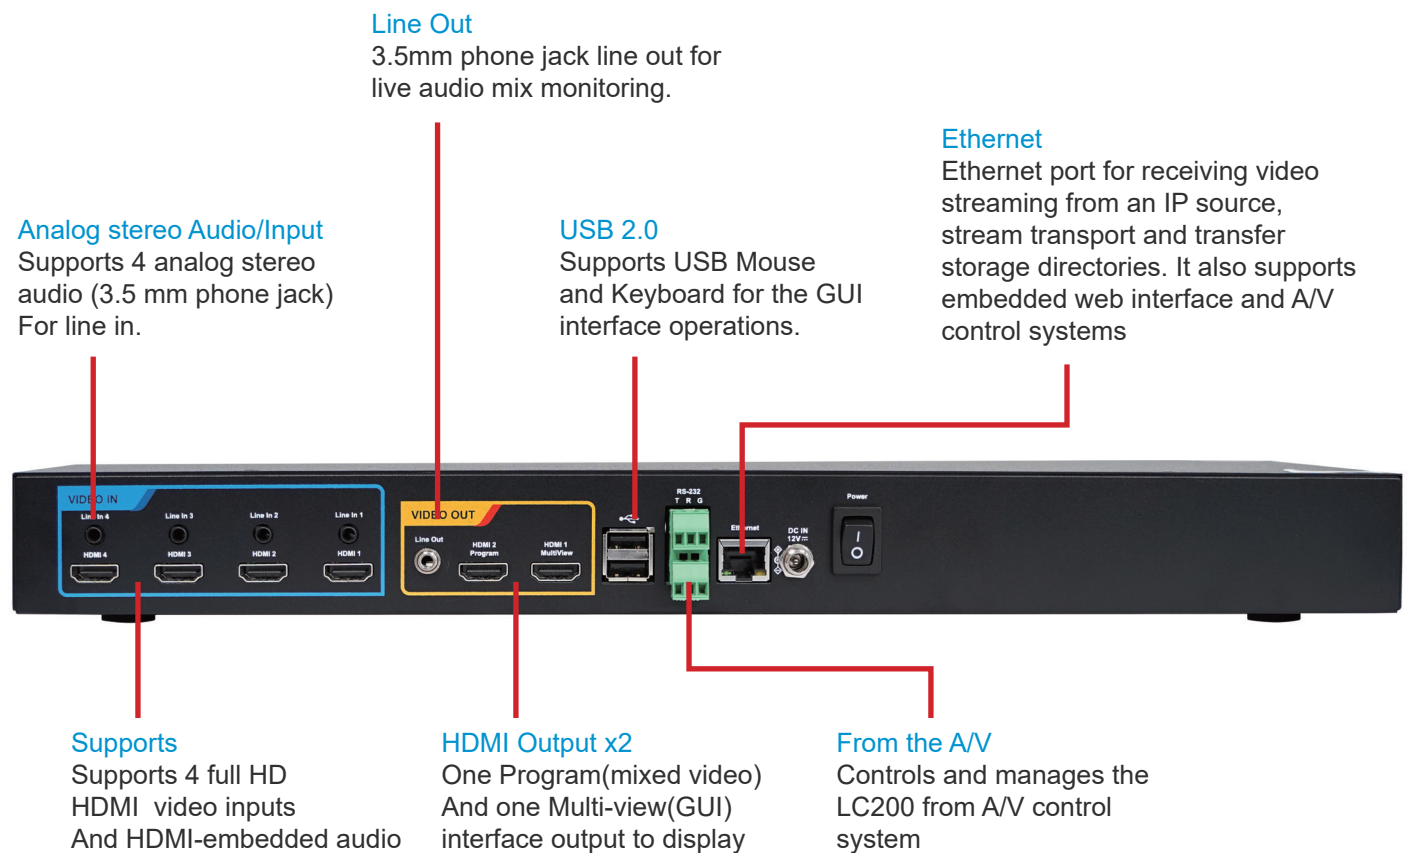 Line Out
3.5mm phone jack line out for
live audio mix monitoring.
Ethernet
Ethernet port for receiving video
streaming from an IP source,
stream transport and transfer
storage directories. It also supports
embedded web interface and A/V
control systems
Analog stereo Audio/Input
Supports 4 analog stereo
audio (3.5 mm phone jack)
For line in.
USB 2.0
Supports USB Mouse
and Keyboard for the GUI
interface operations.
VIDEO IN
Line In 4 Line In 3 Line In 2 Line In 1
HDMI 4 HDMI 3 HDMI 2 HDMI 1
VIDEO OUT
Line Out
HDMI 2
Program
HDMI 1
MultiView
RS-232
T R G
Ethernet
DC IN
12V
Power
Supports
Supports 4 full HD
HDMI video inputs
And HDMI-embedded audio
HDMI Output x2
One Program(mixed video)
And one Multi-view(GUI)
interface output to display
From the A/V
Controls and manages the
LC200 from A/V control
system